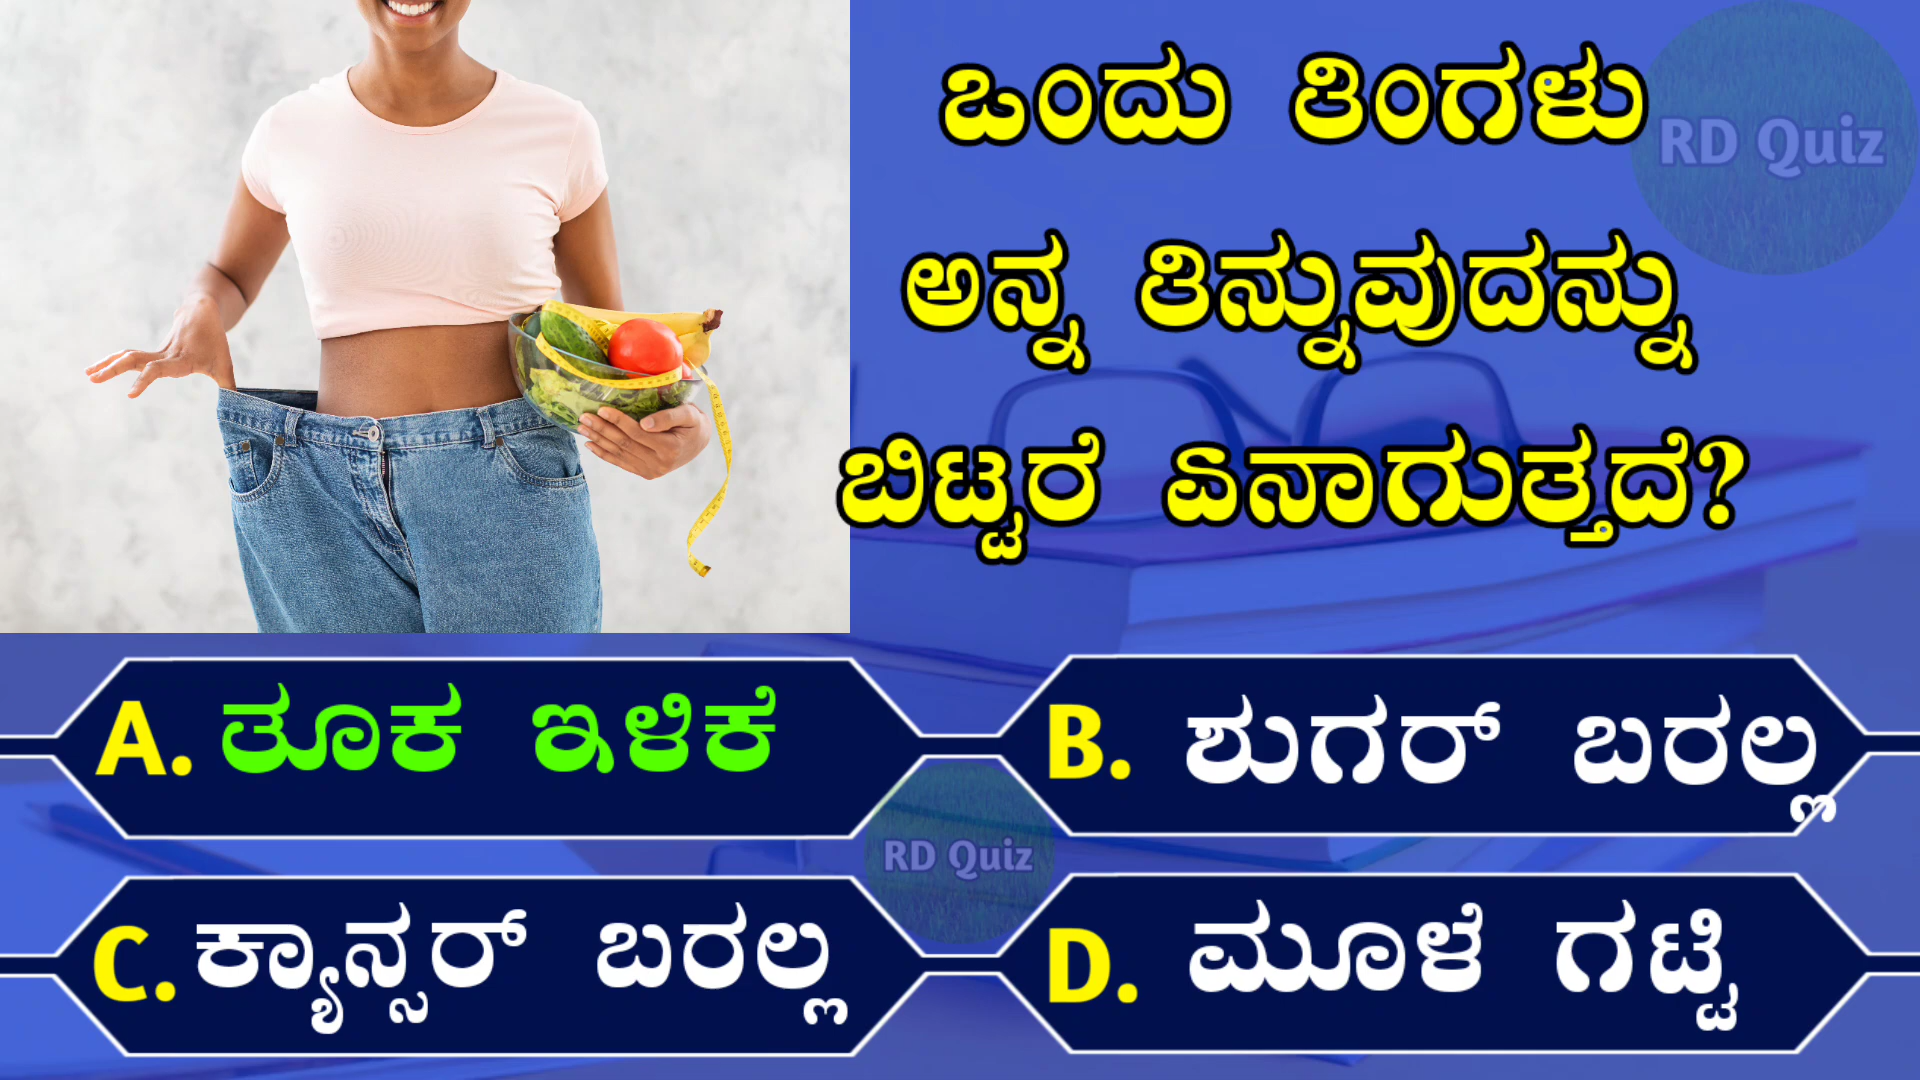 ಒಂದು ತಿಂಗಳು
RD Quiz
ಅನ್ನ ತಿನ್ನುವುದನ್ನು
ಬಿಟ್ಟರೆ ಏನಾಗುತ್ತದೆ?
A. ತೂಕ ಇಳಿಕೆ
B. ಶುಗರ್ ಬರಲ್ಲ
RD Quiz
C. ಕ್ಯಾನ್ಸರ್ ಬರಲ್ಲ
D. ಮೂಳೆ ಗಟ್ಟಿ